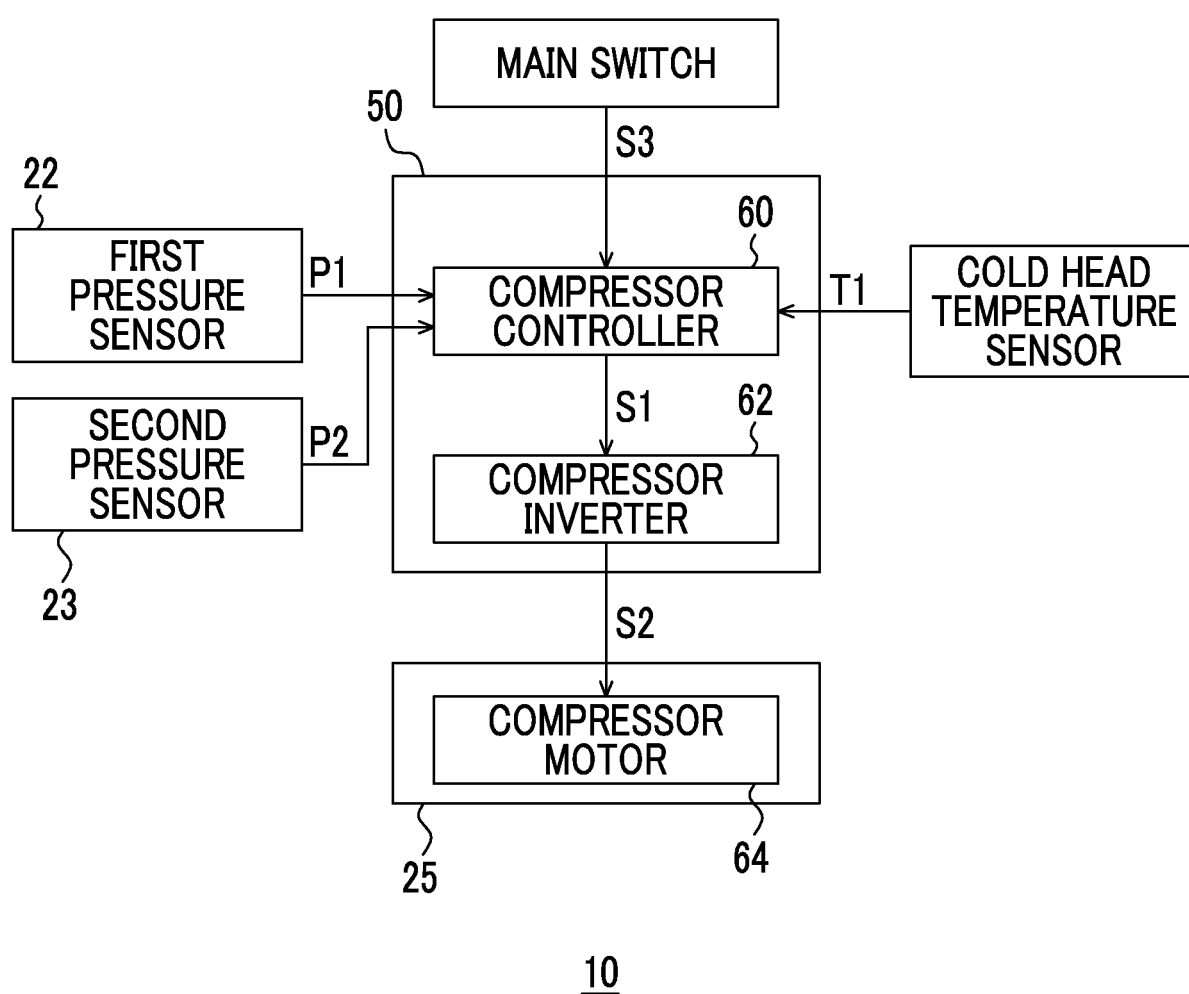 MAIN SWITCH
50
S3
22
60
FIRST
PRESSURE
SENSOR
P1
COMPRESSOR
CONTROLLER
T1
COLD HEAD
TEMPERATURE
SENSOR
S1
62
SECOND
PRESSURE
SENSOR
P2
COMPRESSOR
INVERTER
23
S2
COMPRESSOR
MOTOR
25
64
10